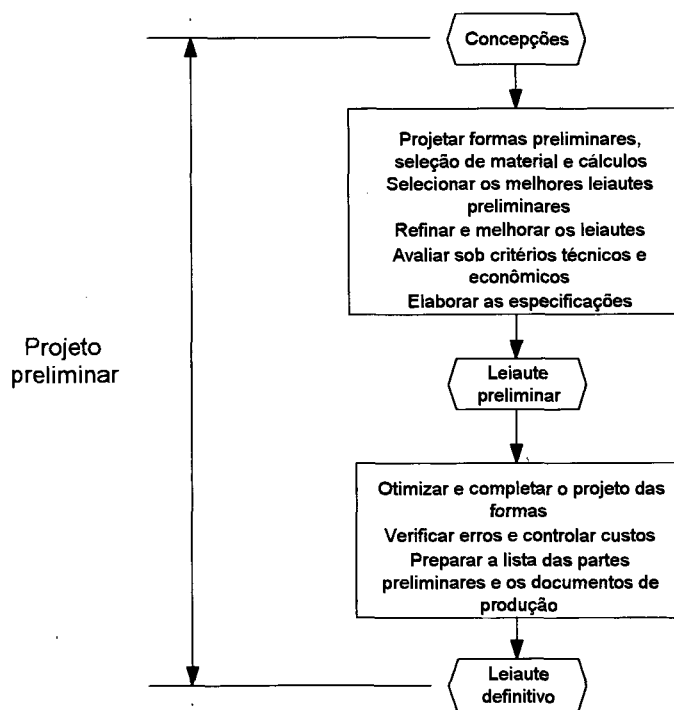 Concepções
Projetar formas preliminares,
seleção de material e cálculos
Selecionar os melhores leiautes
preliminares
Refinar e melhorar os leiautes
Avaliar sob critérios técnicos e
econômicos
Elaborar as especificações
Projeto
preliminar
Leiaute
preliminar
Otimizar e completar o projeto das
formas
Verificar erros e controlar custos
Preparar a lista das partes
preliminares e os documentos de
produção
Leiaute
definitivo